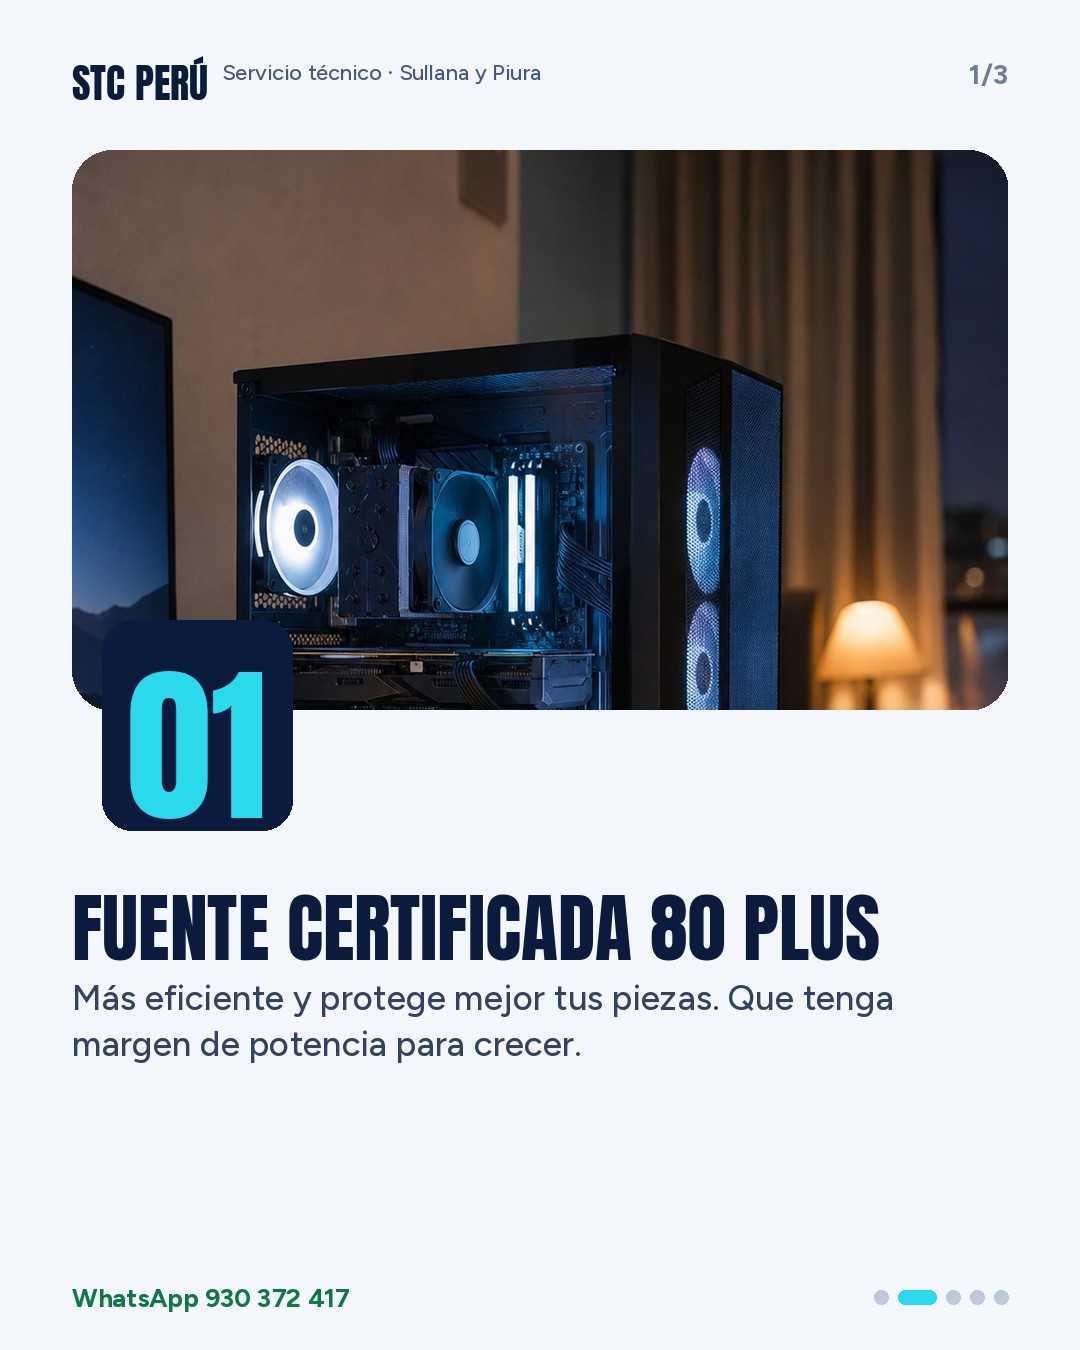 STC PERÚ Servicio técnico · Sullana y Piura
1/3
01
FUENTE CERTIFICADA 80 PLUS
Más eficiente y protege mejor tus piezas. Que tenga
margen de potencia para crecer.
WhatsApp 930 372 417